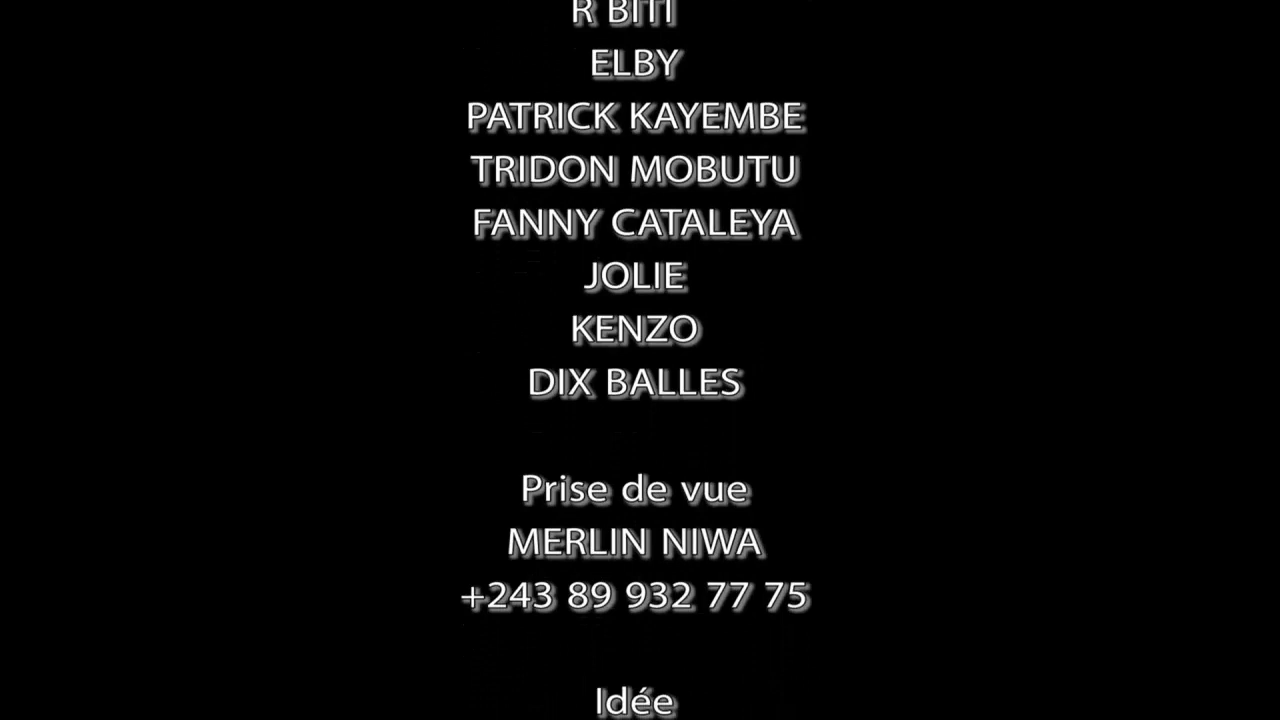 R BITI
ELBY
PATRICK KAYEMBE
TRIDON MOBUTU
FANNY CATALEYA
JOLIE
KENZO
DIX BALLES
Prise de vue
MERLIN NIWA
+243 89 932 77 75
Idée